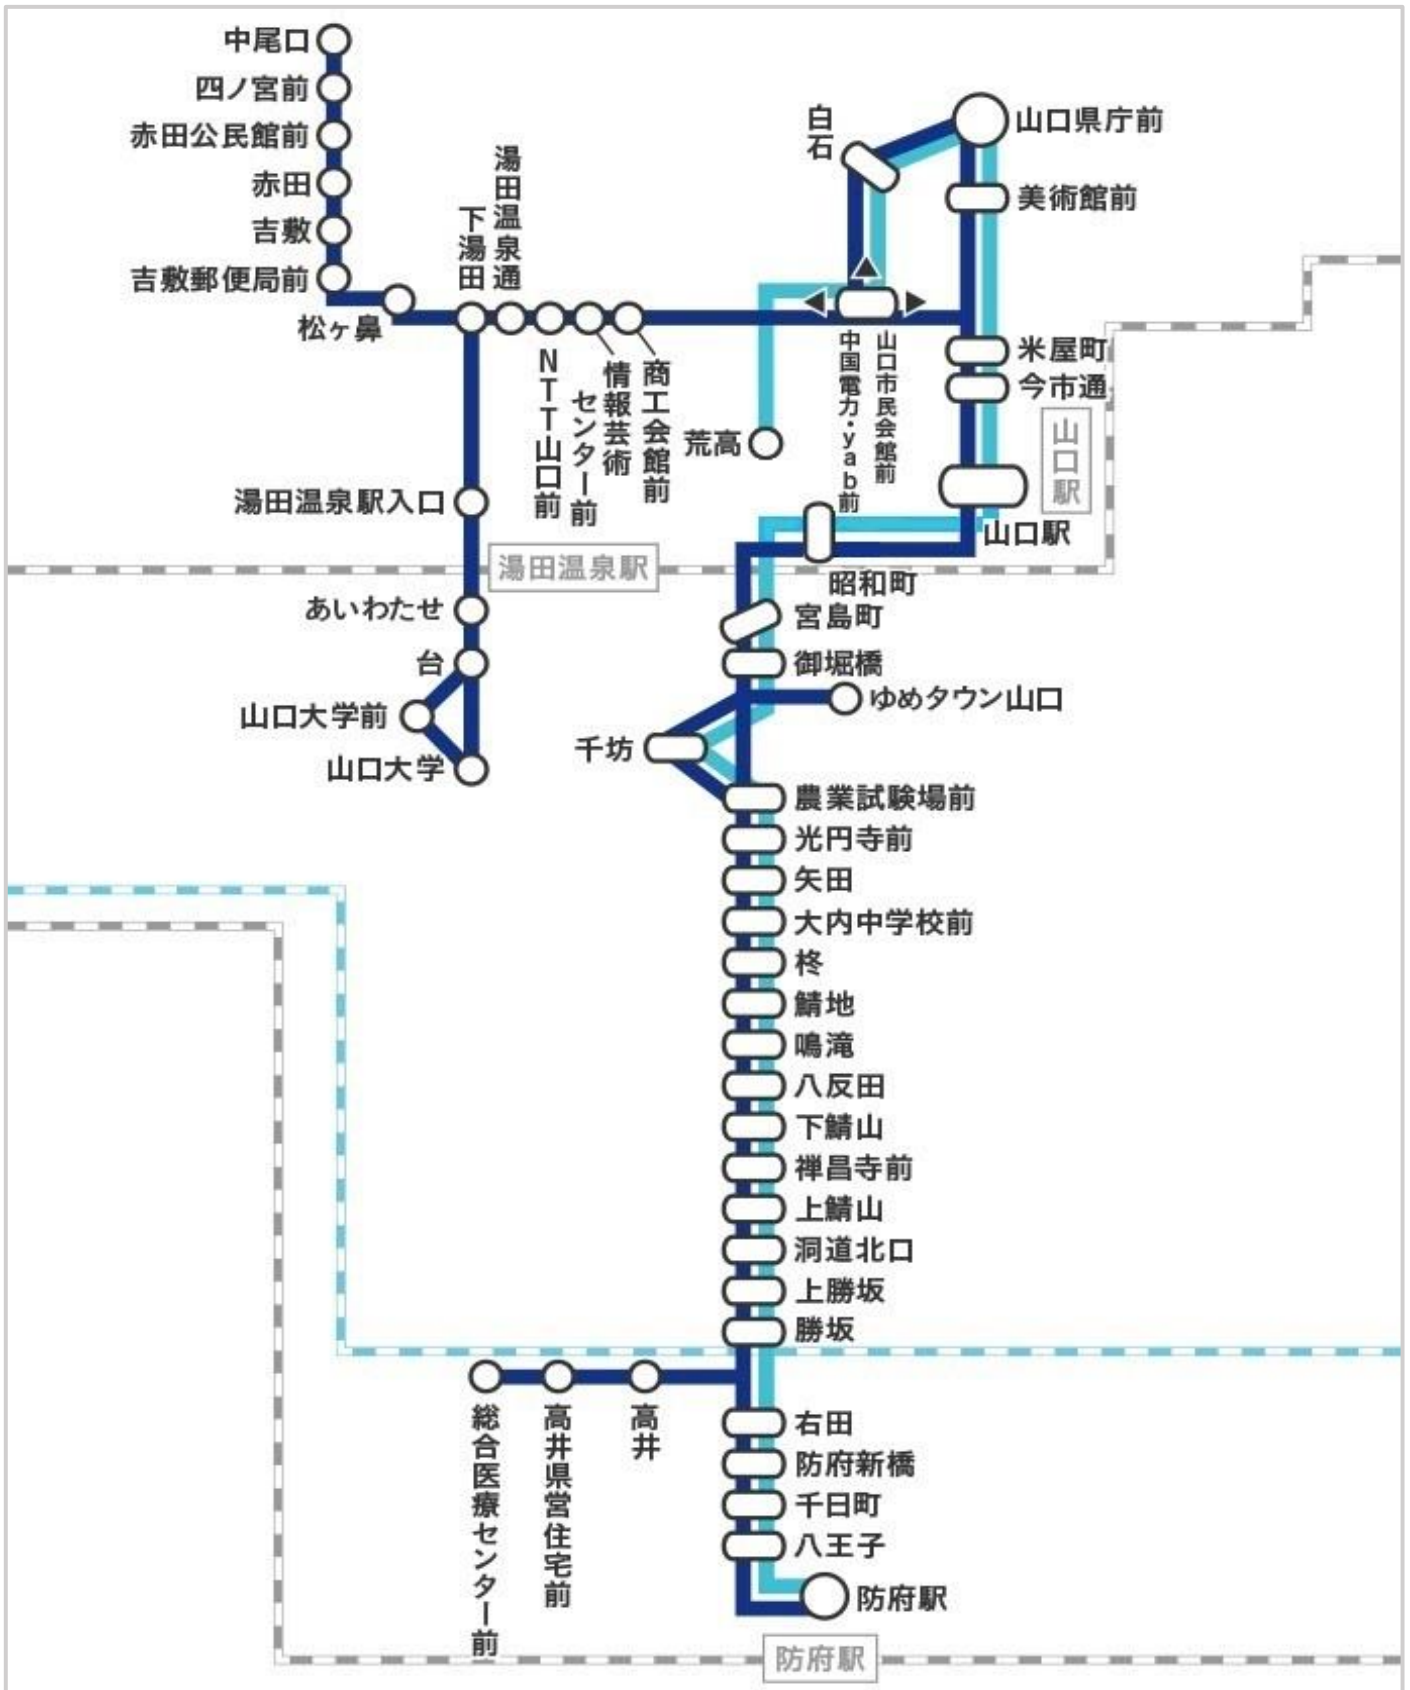 中尾口
四ノ宮前
赤田公民館前
赤田
吉敷
吉敷郵便局前
松ヶ鼻
下湯田
湯田温泉通
NTT山口前
情報芸術
センター前
商工会館前
白石
山口県庁前
美術館前
山口市民会館前
中国電力・yab前
米屋町
今市通
荒高
山口駅
山口駅
湯田温泉駅入口
湯田温泉駅
昭和町
あいわたせ
宮島町
台
御堀橋
山口大学前
ゆめタウン山口
千坊
山口大学
農業試験場前
光円寺前
矢田
大内中学校前
柊
鯖地
鳴滝
八反田
下鯖山
禅昌寺前
上鯖山
洞道北口
上勝坂
勝坂
総合医療センター前
高井県営住宅前
高井
右田
防府新橋
千日町
八王子
防府駅
防府駅